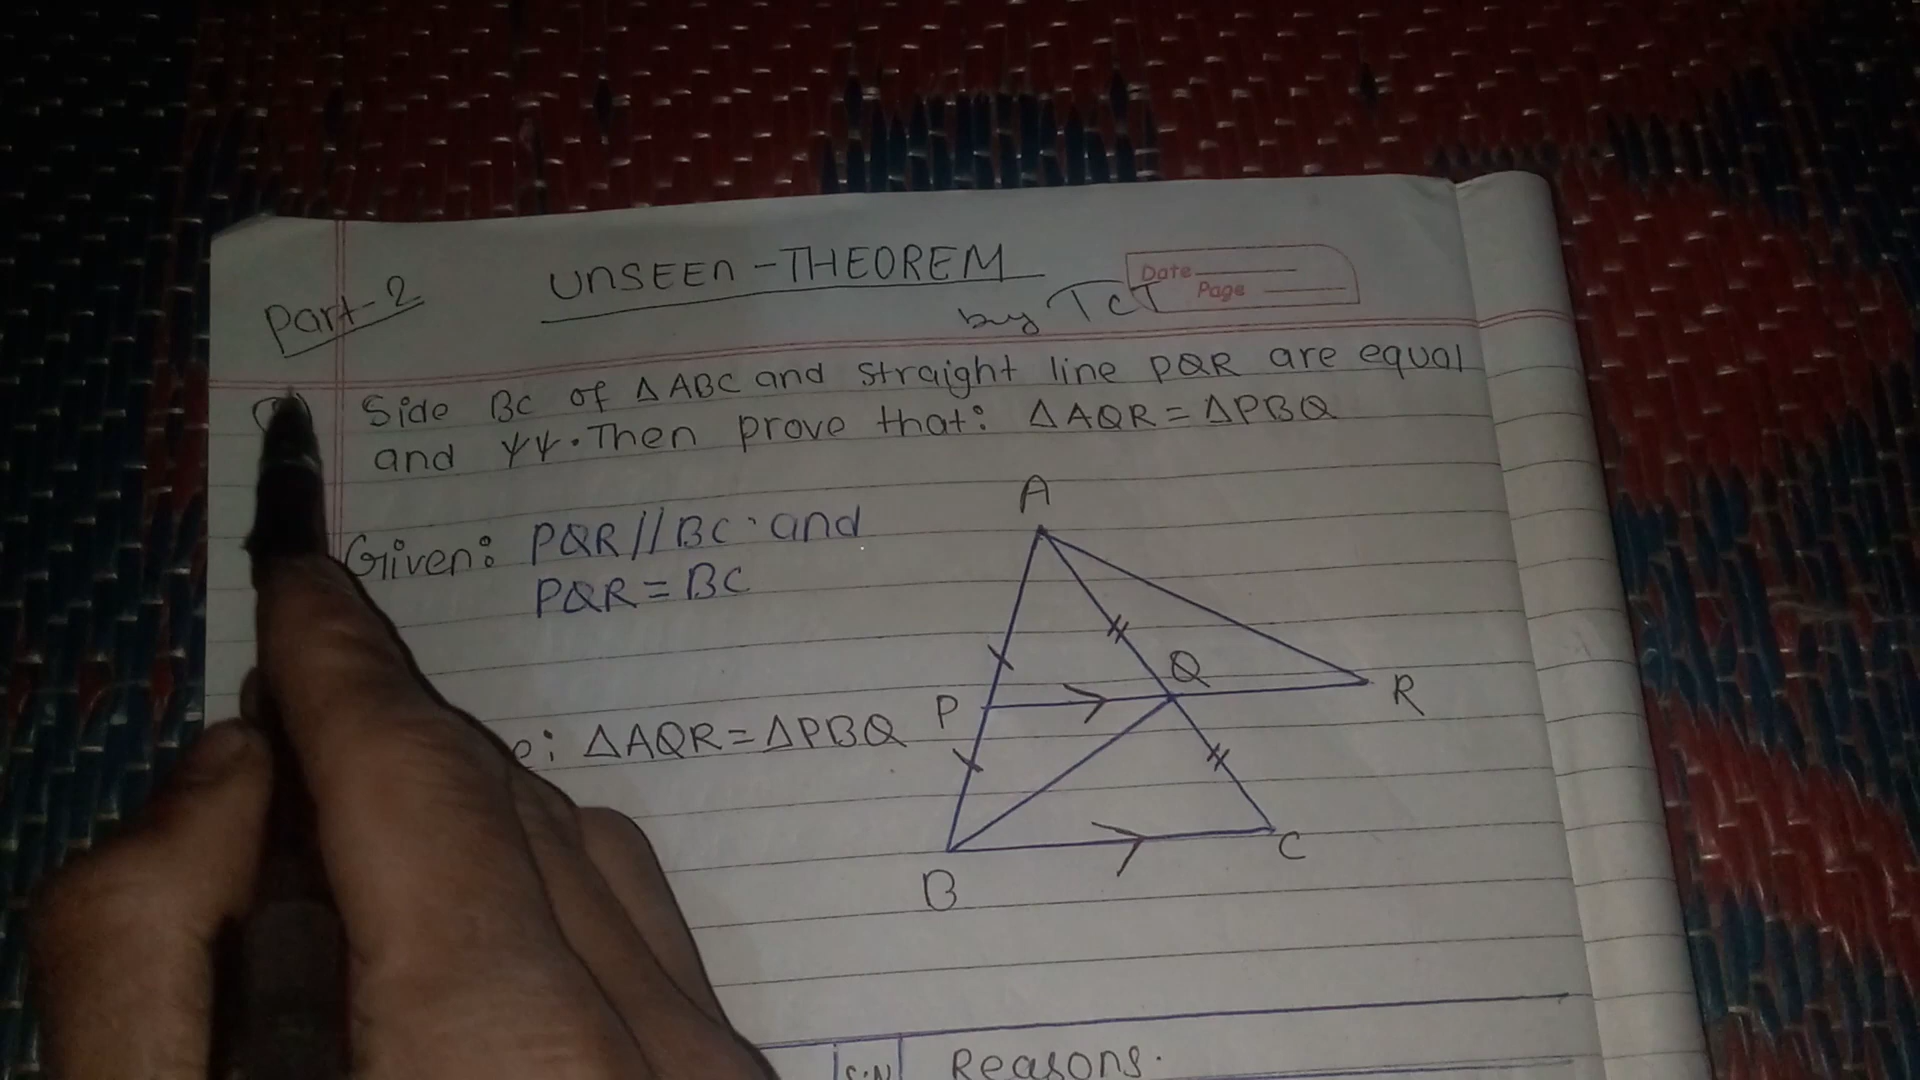 Part-2
UNSEEN-THEOREM
by TCT
Date
Page
Side BC of ΔABC and straight line PQR are equal
and ΨΨ. Then prove that: ΔAQR = ΔPBQ
A
Given: PQR//BC and
PQR = BC
Q
R
P
ΔAQR = ΔPBQ
C
B
S.N
Reasons.